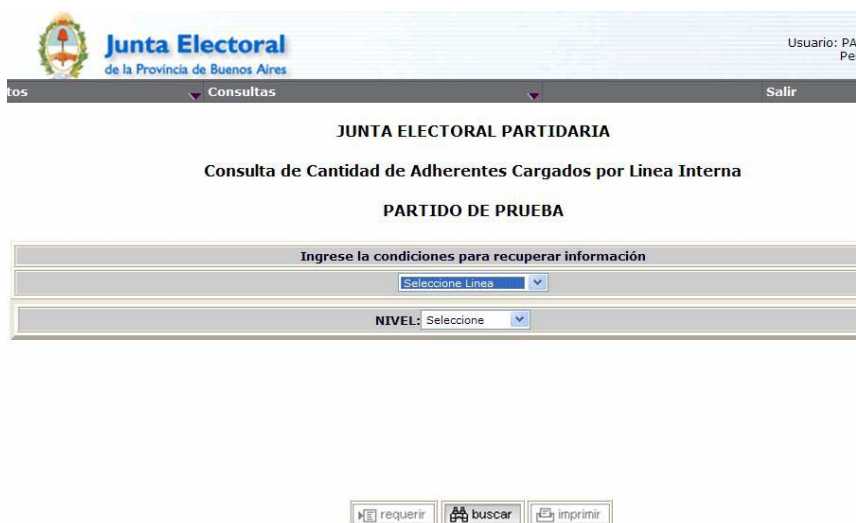 Junta Electoral
de la Provincia de Buenos Aires
Usuario: PA
Pe
tos Consultas Salir
JUNTA ELECTORAL PARTIDARIA
Consulta de Cantidad de Adherentes Cargados por Linea Interna
PARTIDO DE PRUEBA
Ingrese la condiciones para recuperar información
Seleccione Linea
NIVEL: Seleccione
requerir buscar imprimir